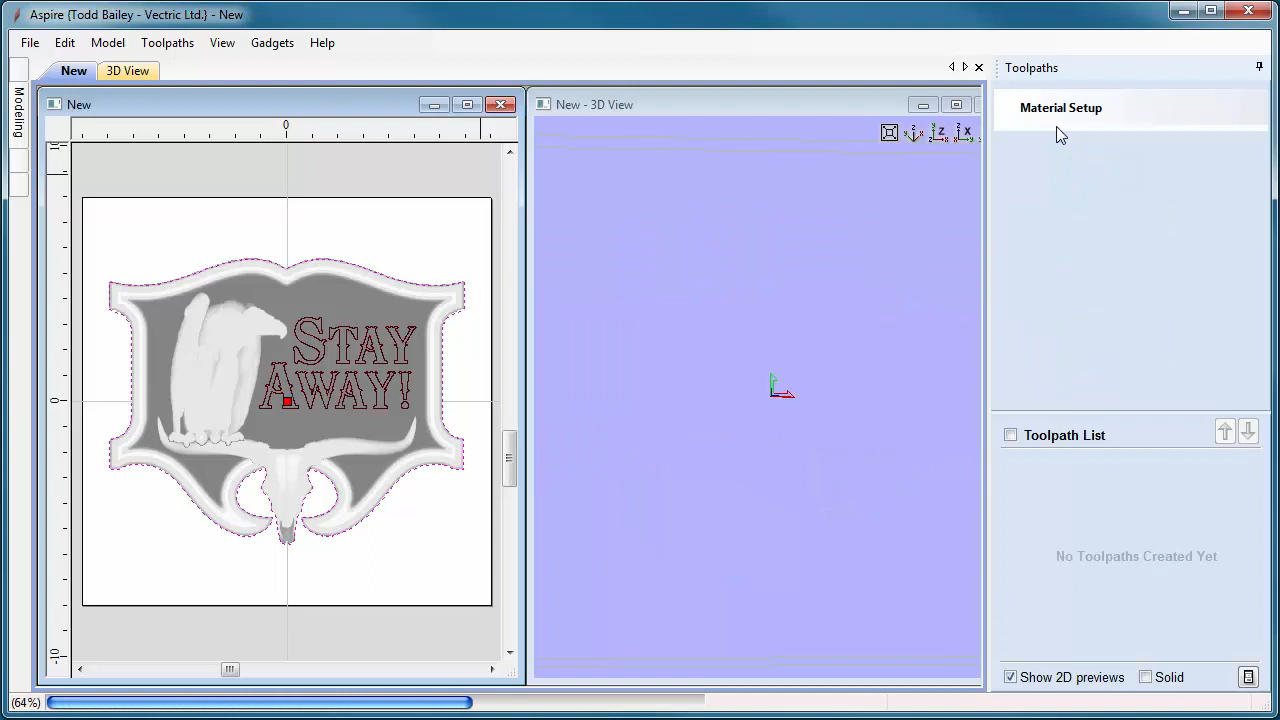 Aspire {Todd Bailey - Vectric Ltd.} - New
File Edit Model Toolpaths View Gadgets Help
New 3D View
Toolpaths
New
New - 3D View
Material Setup
0
Z X
Modeling
STAY
AWAY!
0
Toolpath List
No Toolpaths Created Yet
Show 2D previews Solid
(64%)